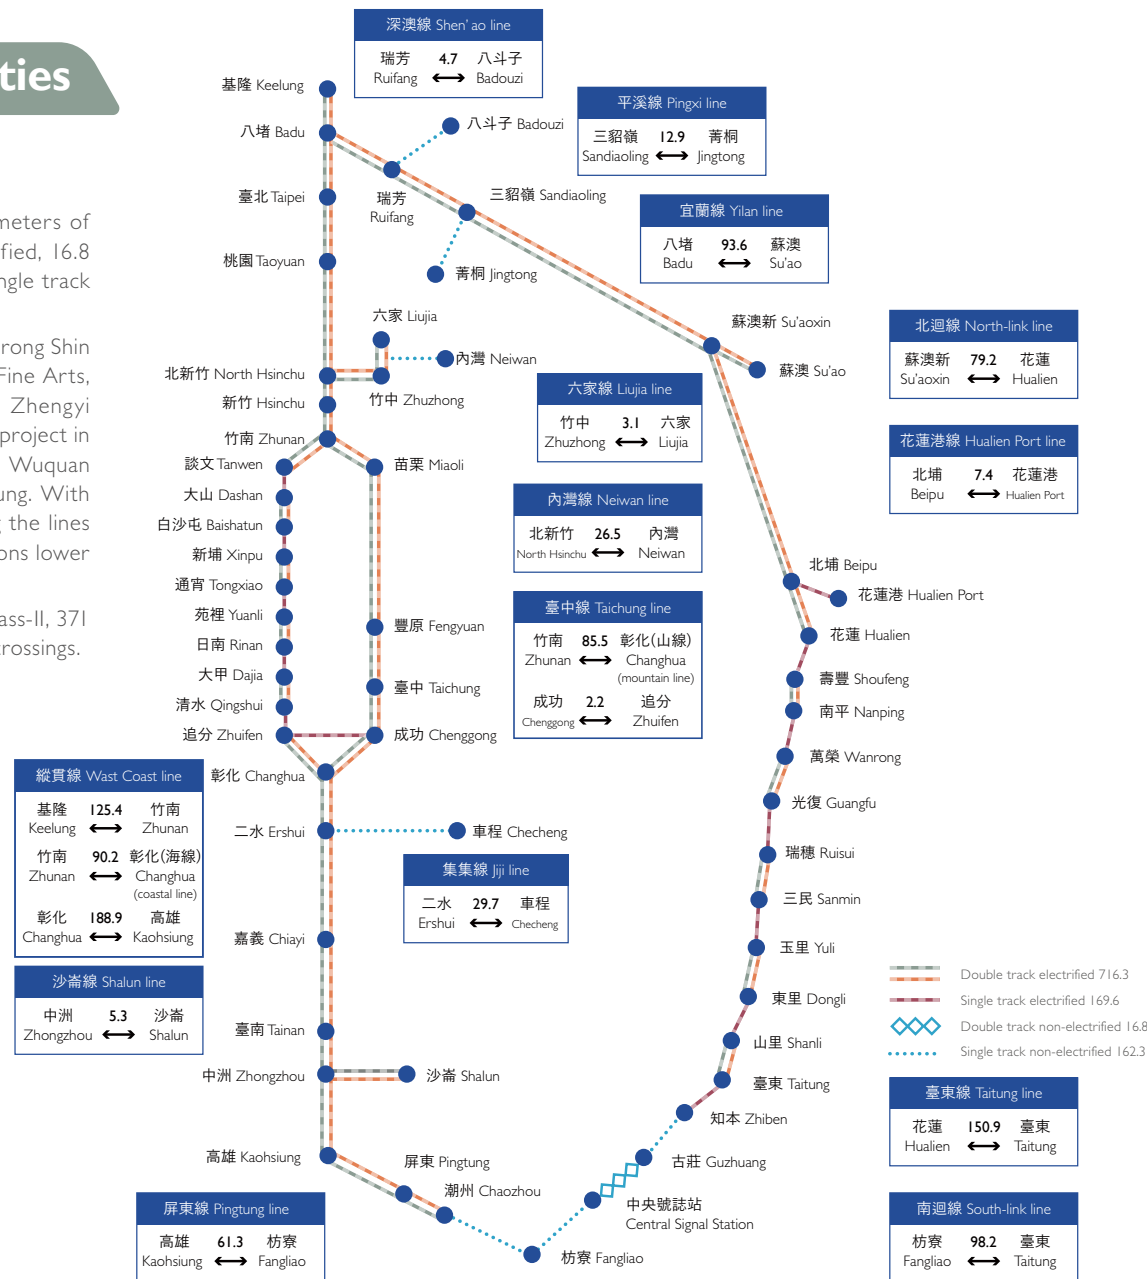 ties
meters of
fied, 16.8
ngle track
rong Shin
Fine Arts,
Zhengyi
project in
Wuquan
ung. With
g the lines
ons lower
ass-II, 371
crossings.
深澳線 Shen' ao line
瑞芳 4.7 八斗子
Ruifang Badouzi
平溪線 Pingxi line
三貂嶺 12.9 菁桐
Sandiaoling Jingtong
宜蘭線 Yilan line
八堵 93.6 蘇澳
Badu Su'ao
北迴線 North-link line
蘇澳新 79.2 花蓮
Su'aoxin Hualien
花蓮港線 Hualien Port line
北埔 7.4 花蓮港
Beipu Hualien Port
六家線 Liujia line
竹中 3.1 六家
Zhuzhong Liujia
內灣線 Neiwan line
北新竹 26.5 內灣
North Hsinchu Neiwan
臺中線 Taichung line
竹南 85.5 彰化(山線)
Zhunan Changhua
(mountain line)
成功 2.2 追分
Chenggong Zhuifen
縱貫線 Wast Coast line
基隆 125.4 竹南
Keelung Zhunan
竹南 90.2 彰化(海線)
Zhunan Changhua
(coastal line)
彰化 188.9 高雄
Changhua Kaohsiung
集集線 Jiji line
二水 29.7 車程
Ershui Checheng
沙崙線 Shalun line
中洲 5.3 沙崙
Zhongzhou Shalun
屏東線 Pingtung line
高雄 61.3 枋寮
Kaohsiung Fangliao
臺東線 Taitung line
花蓮 150.9 臺東
Hualien Taitung
南迴線 South-link line
枋寮 98.2 臺東
Fangliao Taitung
基隆 Keelung
八堵 Badu
八斗子 Badouzi
瑞芳
Ruifang
三貂嶺 Sandiaoling
臺北 Taipei
桃園 Taoyuan
菁桐 Jingtong
六家 Liujia
蘇澳新 Su'aoxin
內灣 Neiwan
蘇澳 Su'ao
北新竹 North Hsinchu
竹中 Zhuzhong
新竹 Hsinchu
竹南 Zhunan
談文 Tanwen
苗栗 Miaoli
大山 Dashan
白沙屯 Baishatun
新埔 Xinpu
通宵 Tongxiao
苑裡 Yuanli
日南 Rinan
大甲 Dajia
清水 Qingshui
追分 Zhuifen
豐原 Fengyuan
臺中 Taichung
成功 Chenggong
彰化 Changhua
二水 Ershui
車程 Checheng
嘉義 Chiayi
臺南 Tainan
中洲 Zhongzhou
沙崙 Shalun
高雄 Kaohsiung
屏東 Pingtung
潮州 Chaozhou
枋寮 Fangliao
中央號誌站
Central Signal Station
古莊 Guzhuang
知本 Zhiben
臺東 Taitung
山里 Shanli
東里 Dongli
玉里 Yuli
三民 Sanmin
瑞穗 Ruisui
光復 Guangfu
萬榮 Wanrong
南平 Nanping
壽豐 Shoufeng
花蓮 Hualien
花蓮港 Hualien Port
北埔 Beipu
Double track electrified 716.3
Single track electrified 169.6
Double track non-electrified 16.8
Single track non-electrified 162.3